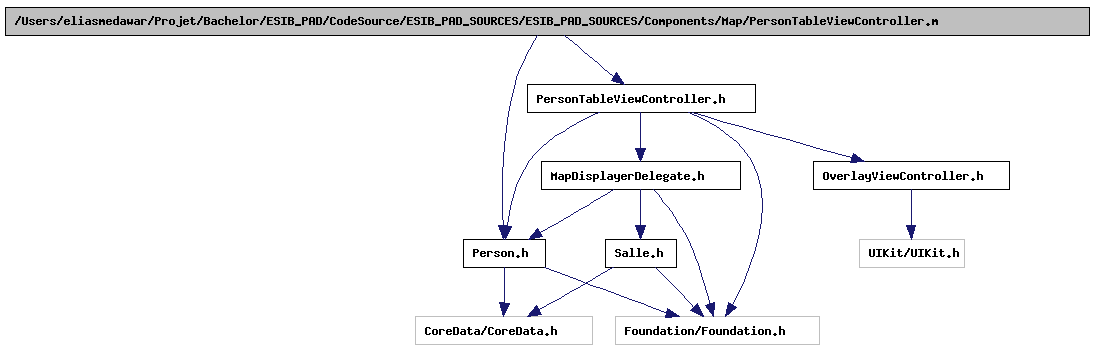 /Users/eliasmedawar/Projet/Bachelor/ESIB_PAD/CodeSource/ESIB_PAD_SOURCES/ESIB_PAD_SOURCES/Components/Map/PersonTableViewController.m
PersonTableViewController.h
MapDisplayerDelegate.h
OverlayViewController.h
Person.h
Salle.h
UIKit/UIKit.h
CoreData/CoreData.h
Foundation/Foundation.h